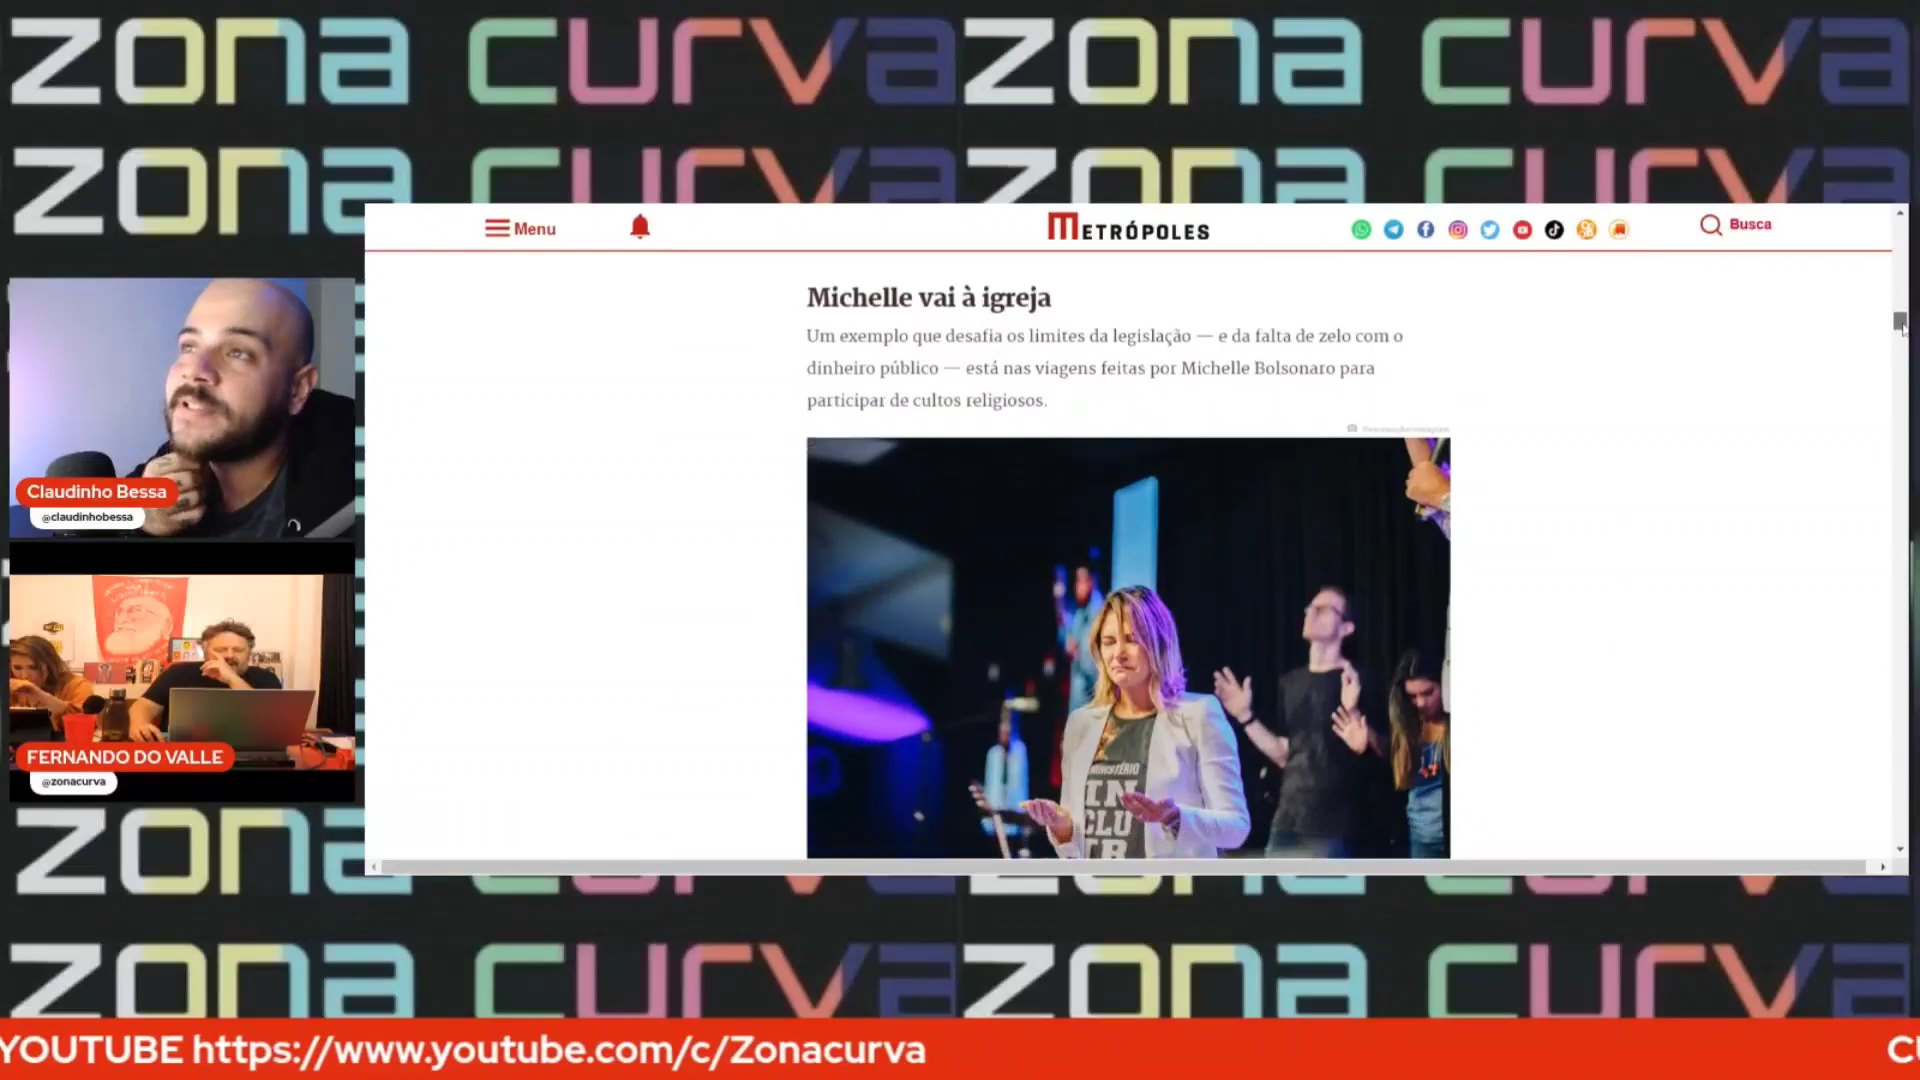 zona curva zona curva
zona curva zona curva
Menu
METRÓPOLES
Busca
Michelle vai à igreja
Um exemplo que desafia os limites da legislação — e da falta de zelo com o
dinheiro público — está nas viagens feitas por Michelle Bolsonaro para
participar de cultos religiosos.
Claudinho Bessa
@claudinhobessa
FERNANDO DO VALLE
@zonacurva
MINISTÉRIO
IN
CLU
IR
zona
zona curva zona curva
YOUTUBE https://www.youtube.com/c/Zonacurva